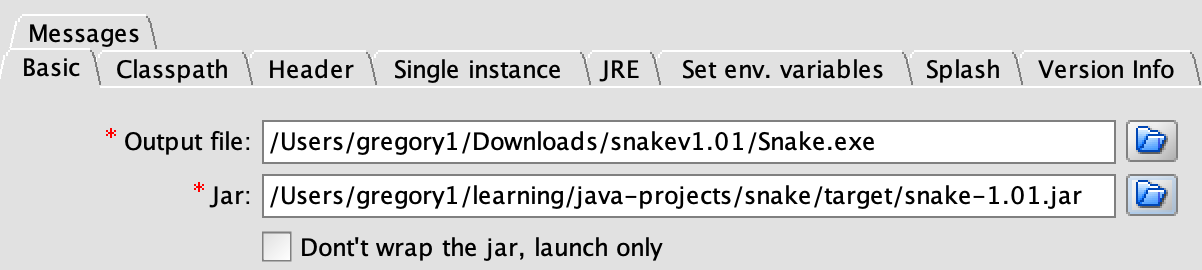 Messages
Basic Classpath Header Single instance JRE Set env. variables Splash Version Info
* Output file: /Users/gregory1/Downloads/snakev1.01/Snake.exe
* Jar: /Users/gregory1/learning/java-projects/snake/target/snake-1.01.jar
Dont't wrap the jar, launch only